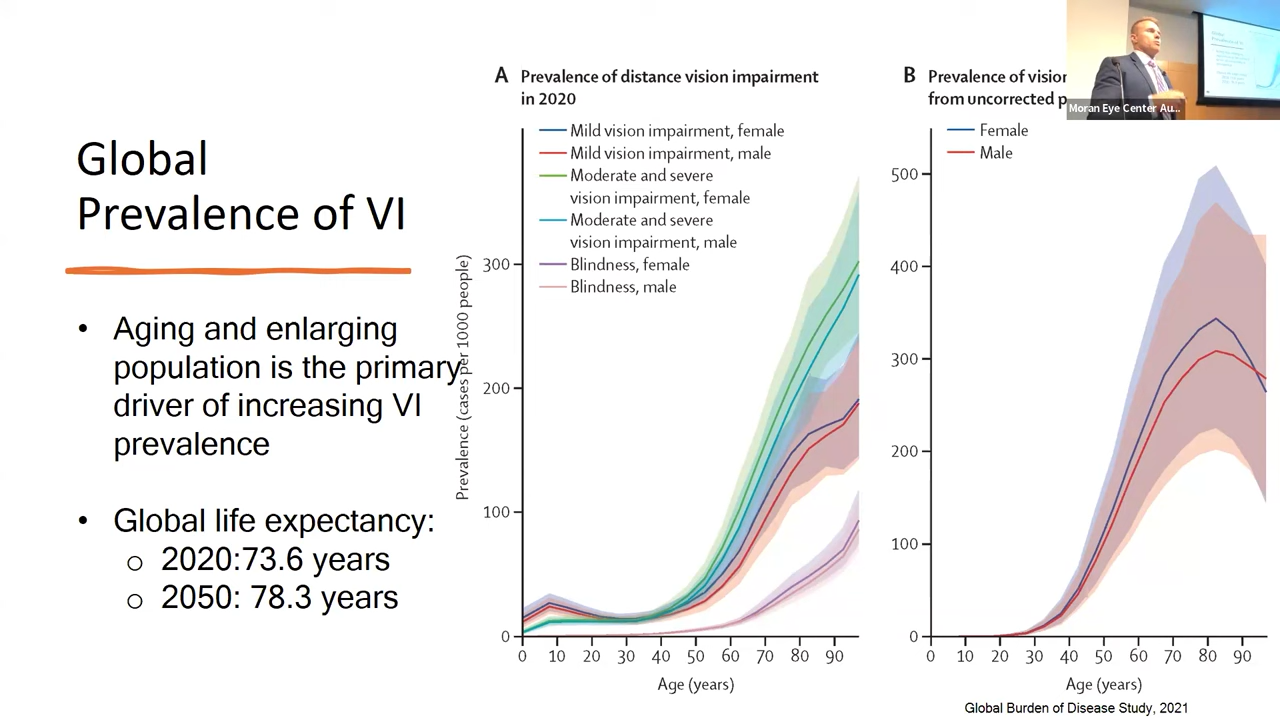 Global
Prevalence of VI
• Aging and enlarging
population is the primary
driver of increasing VI
prevalence
• Global life expectancy:
o 2020:73.6 years
o 2050: 78.3 years
A Prevalence of distance vision impairment
in 2020
Mild vision impairment, female
Mild vision impairment, male
Moderate and severe
vision impairment, female
Moderate and severe
vision impairment, male
Blindness, female
Blindness, male
Prevalence (cases per 1000 people)
300
200
100
0
0 10 20 30 40 50 60 70 80 90
Age (years)
B Prevalence of vision
from uncorrected p
Moran Eye Center Au...
Female
Male
500
400
300
200
100
0
0 10 20 30 40 50 60 70 80 90
Age (years)
Global Burden of Disease Study, 2021